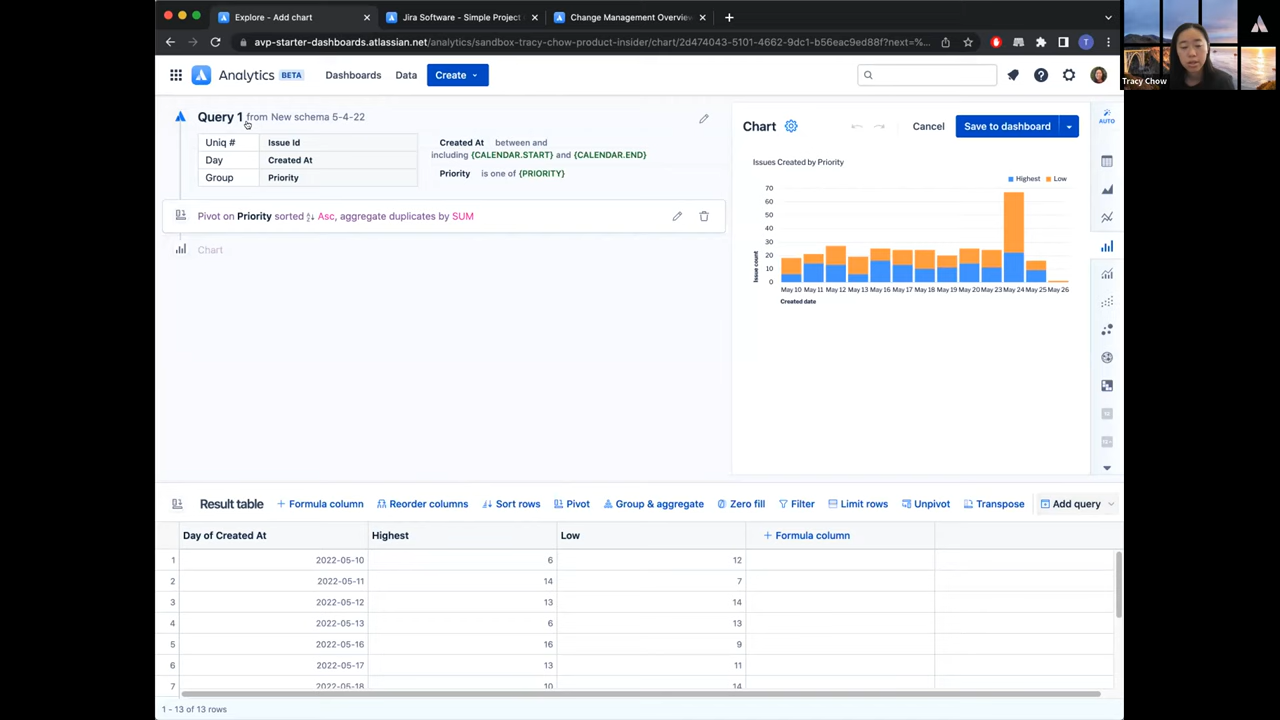 Explore - Add chart
Jira Software - Simple Project
Change Management Overview
avp-starter-dashboards.atlassian.net/analytics/sandbox-tracy-chow-product-insider/chart/2d474043-5101-4662-9dc1-b56eac9ed88f?next=%...
T
Tracy Chow
Analytics BETA Dashboards Data Create
Query 1 from New schema 5-4-22
Uniq # Issue Id
Day Created At
Group Priority
Created At between and
including {CALENDAR.START} and {CALENDAR.END}
Priority is one of {PRIORITY}
Pivot on Priority sorted Asc, aggregate duplicates by SUM
Chart
Chart Cancel Save to dashboard
AUTO
Issues Created by Priority
Highest Low
70
60
50
40
30
20
10
0
Issue count
May 10 May 11 May 12 May 13 May 16 May 17 May 18 May 19 May 20 May 23 May 24 May 25 May 26
Created date
Result table + Formula column Reorder columns Sort rows Pivot Group & aggregate Zero fill Filter Limit rows Unpivot Transpose Add query
Day of Created At Highest Low + Formula column
1 2022-05-10 6 12
2 2022-05-11 14 7
3 2022-05-12 13 14
4 2022-05-13 6 13
5 2022-05-16 16 9
6 2022-05-17 13 11
7 2022-05-18 10 14
1 - 13 of 13 rows